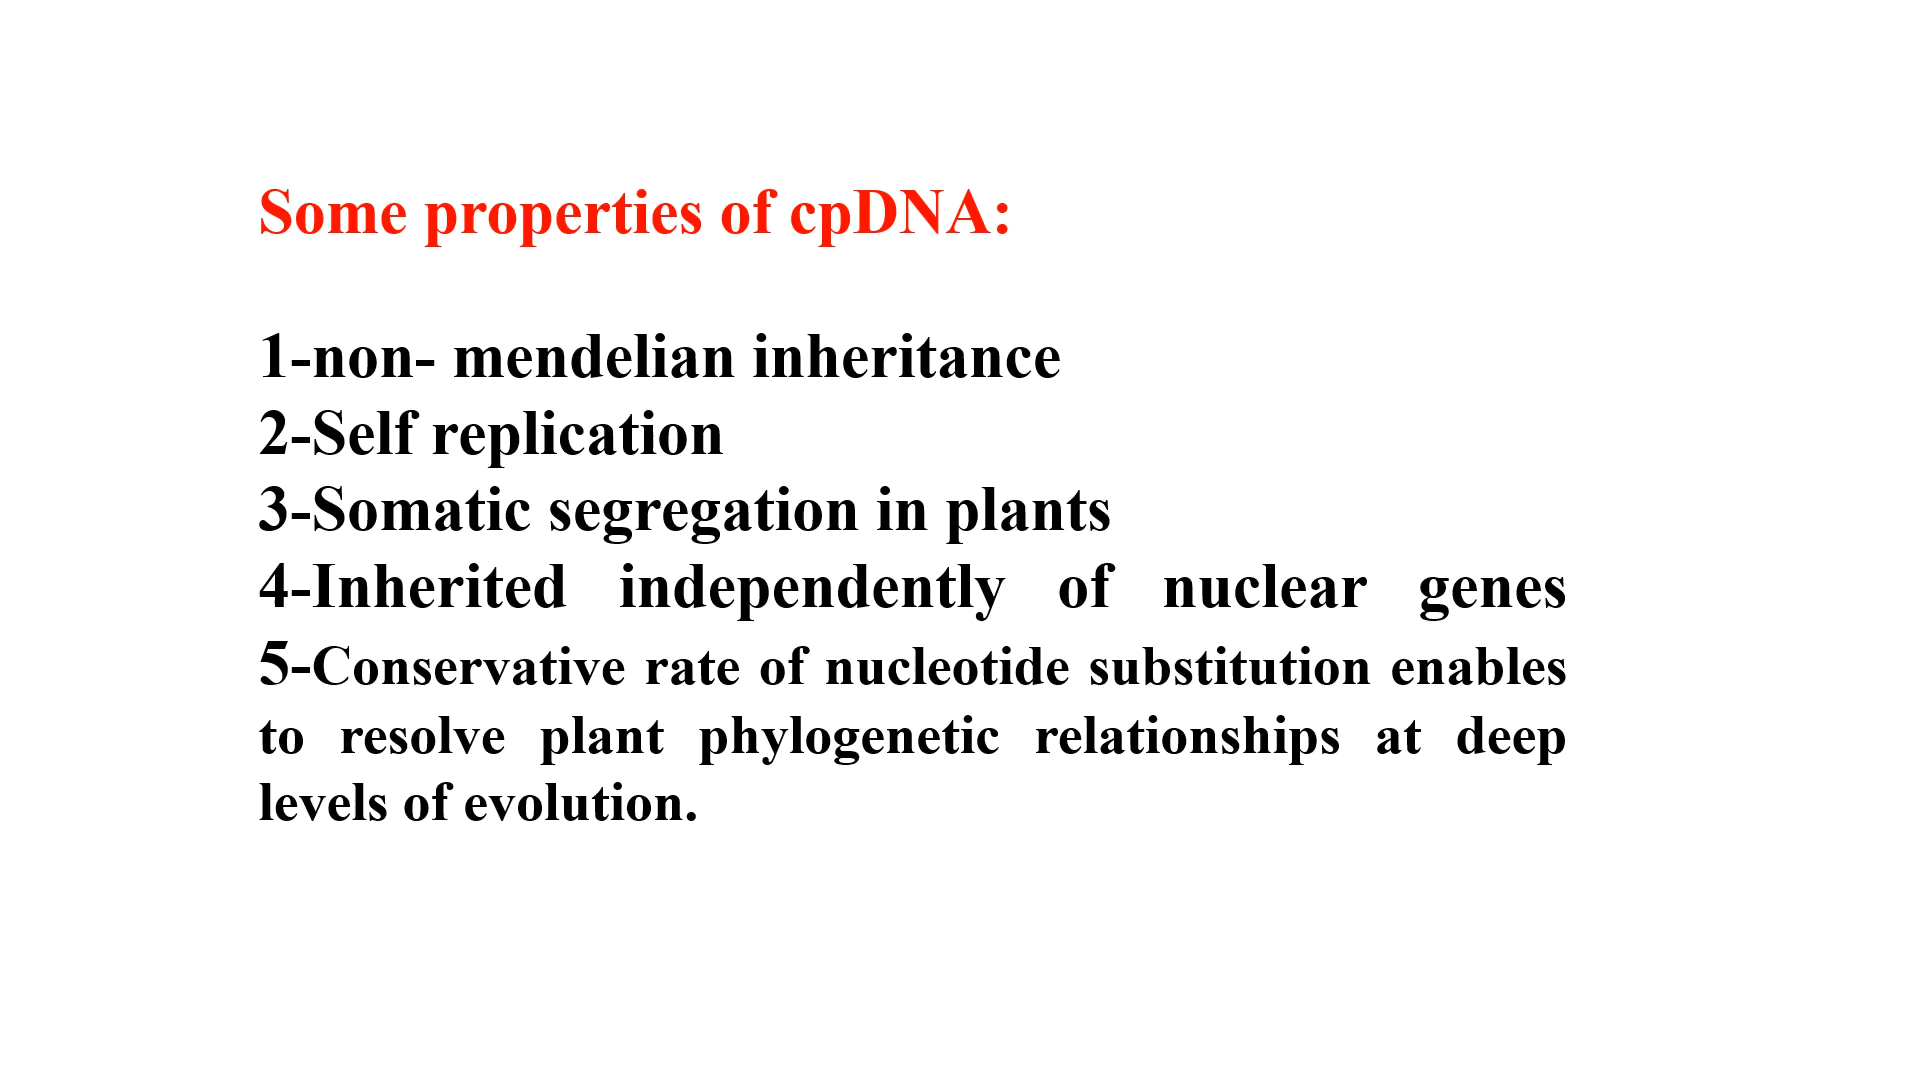 Some properties of cpDNA:
1-non- mendelian inheritance
2-Self replication
3-Somatic segregation in plants
4-Inherited independently of nuclear genes
5-Conservative rate of nucleotide substitution enables
to resolve plant phylogenetic relationships at deep
levels of evolution.